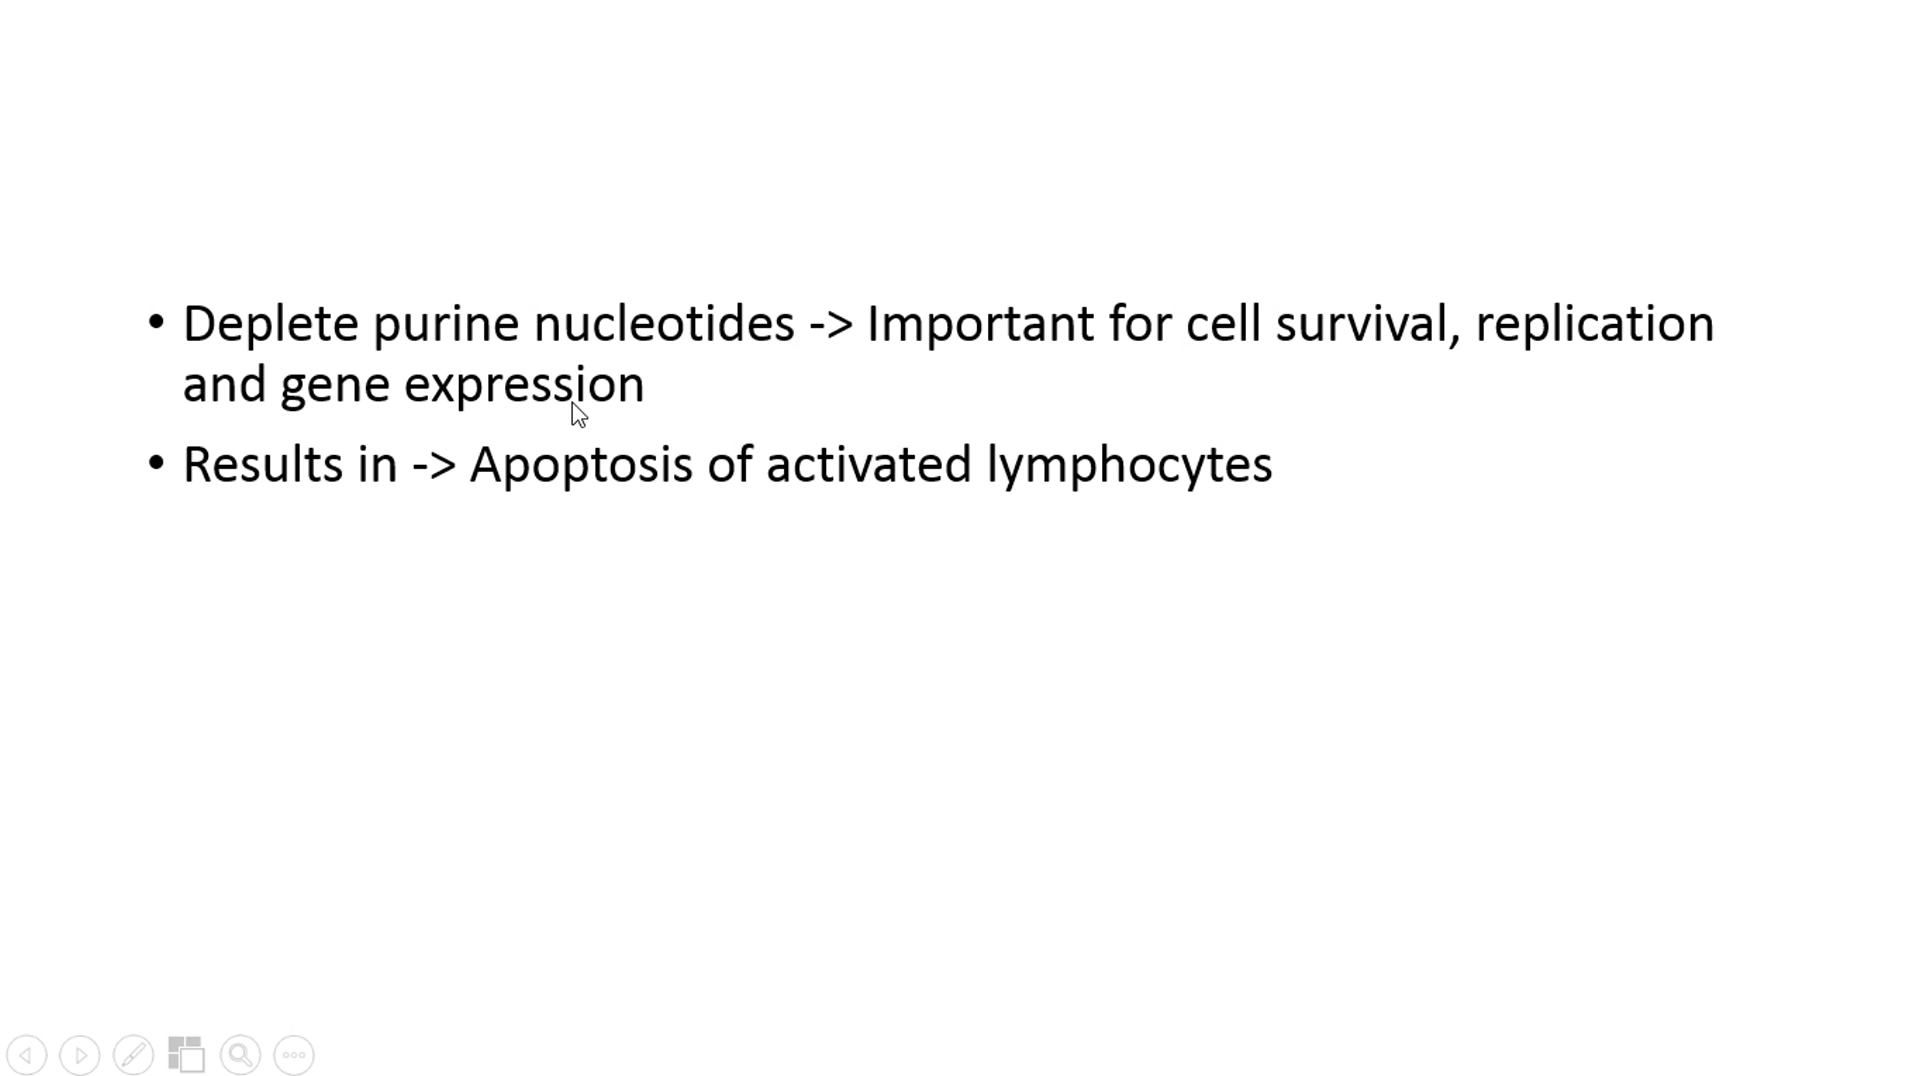 • Deplete purine nucleotides -> Important for cell survival, replication
and gene expression
• Results in -> Apoptosis of activated lymphocytes